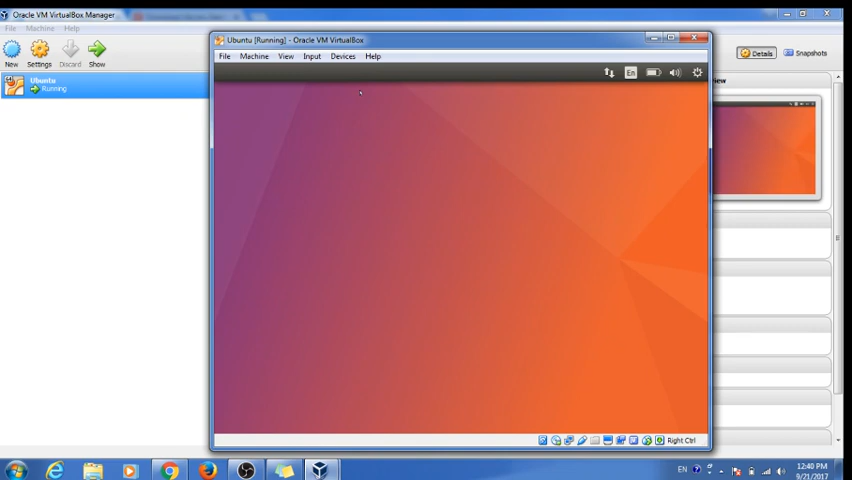 Oracle VM VirtualBox Manager
File Machine Help
New Settings Discard Show
Details Snapshots
Ubuntu
Running
Ubuntu [Running] - Oracle VM VirtualBox
File Machine View Input Devices Help
En
Right Ctrl
EN
12:40 PM
9/21/2017